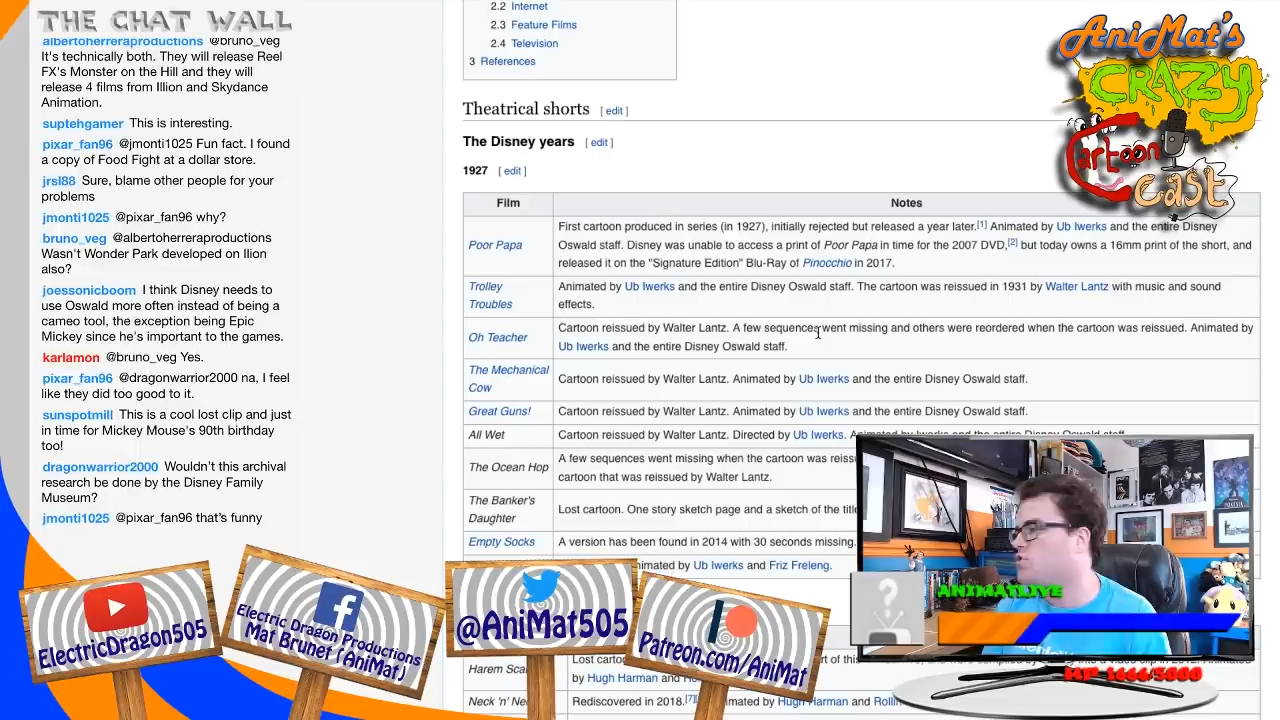 THE CHAT WALL
albertoherreraproductions @bruno_veg
It's technically both. They will release Reel
FX's Monster on the Hill and they will
release 4 films from Illion and Skydance
Animation.
suptehgamer This is interesting.
pixar_fan96 @jmonti1025 Fun fact. I found
a copy of Food Fight at a dollar store.
jrsl88 Sure, blame other people for your
problems
jmonti1025 @pixar_fan96 why?
bruno_veg @albertoherreraproductions
Wasn't Wonder Park developed on Ilion
also?
joessonicboom I think Disney needs to
use Oswald more often instead of being a
cameo tool, the exception being Epic
Mickey since he's important to the games.
karlamon @bruno_veg Yes.
pixar_fan96 @dragonwarrior2000 na, I feel
like they did too good to it.
sunspotmill This is a cool lost clip and just
in time for Mickey Mouse's 90th birthday
too!
dragonwarrior2000 Wouldn't this archival
research be done by the Disney Family
Museum?
jmonti1025 @pixar_fan96 that's funny
2.2 Internet
2.3 Feature Films
2.4 Television
3 References
Theatrical shorts [ edit ]
The Disney years [ edit ]
1927 [ edit ]
Film Notes
Poor Papa
First cartoon produced in series (in 1927), initially rejected but released a year later.[1] Animated by Ub Iwerks and the entire Disney
Oswald staff. Disney was unable to access a print of Poor Papa in time for the 2007 DVD,[2] but today owns a 16mm print of the short, and
released it on the "Signature Edition" Blu-Ray of Pinocchio in 2017.
Trolley
Troubles
Animated by Ub Iwerks and the entire Disney Oswald staff. The cartoon was reissued in 1931 by Walter Lantz with music and sound
effects.
Oh Teacher
Cartoon reissued by Walter Lantz. A few sequences went missing and others were reordered when the cartoon was reissued. Animated by
Ub Iwerks and the entire Disney Oswald staff.
The Mechanical
Cow
Cartoon reissued by Walter Lantz. Animated by Ub Iwerks and the entire Disney Oswald staff.
Great Guns! Cartoon reissued by Walter Lantz. Animated by Ub Iwerks and the entire Disney Oswald staff.
All Wet Cartoon reissued by Walter Lantz. Directed by Ub Iwerks. Animated by Iwerks and the entire Disney Oswald staff.
The Ocean Hop
A few sequences went missing when the cartoon was
cartoon that was reissued by Walter Lantz.
The Banker's
Daughter
Lost cartoon. One story sketch page and a sketch of the
Empty Socks A version has been found in 2014 with 30 seconds missing.
Ub Iwerks and Friz Freleng.
Harem
Lost
by Hugh Harman and
Neck 'n' Rediscovered in 2018.[7] Hugh Harman and
AniMat's
CRAZY
Cartoon
Cast
ANIMATLIVE
HP 1666/5000
ElectricDragon505
Electric Dragon Productions
Mat Brunet (AniMat)
@AniMat505
Patreon.com/AniMat